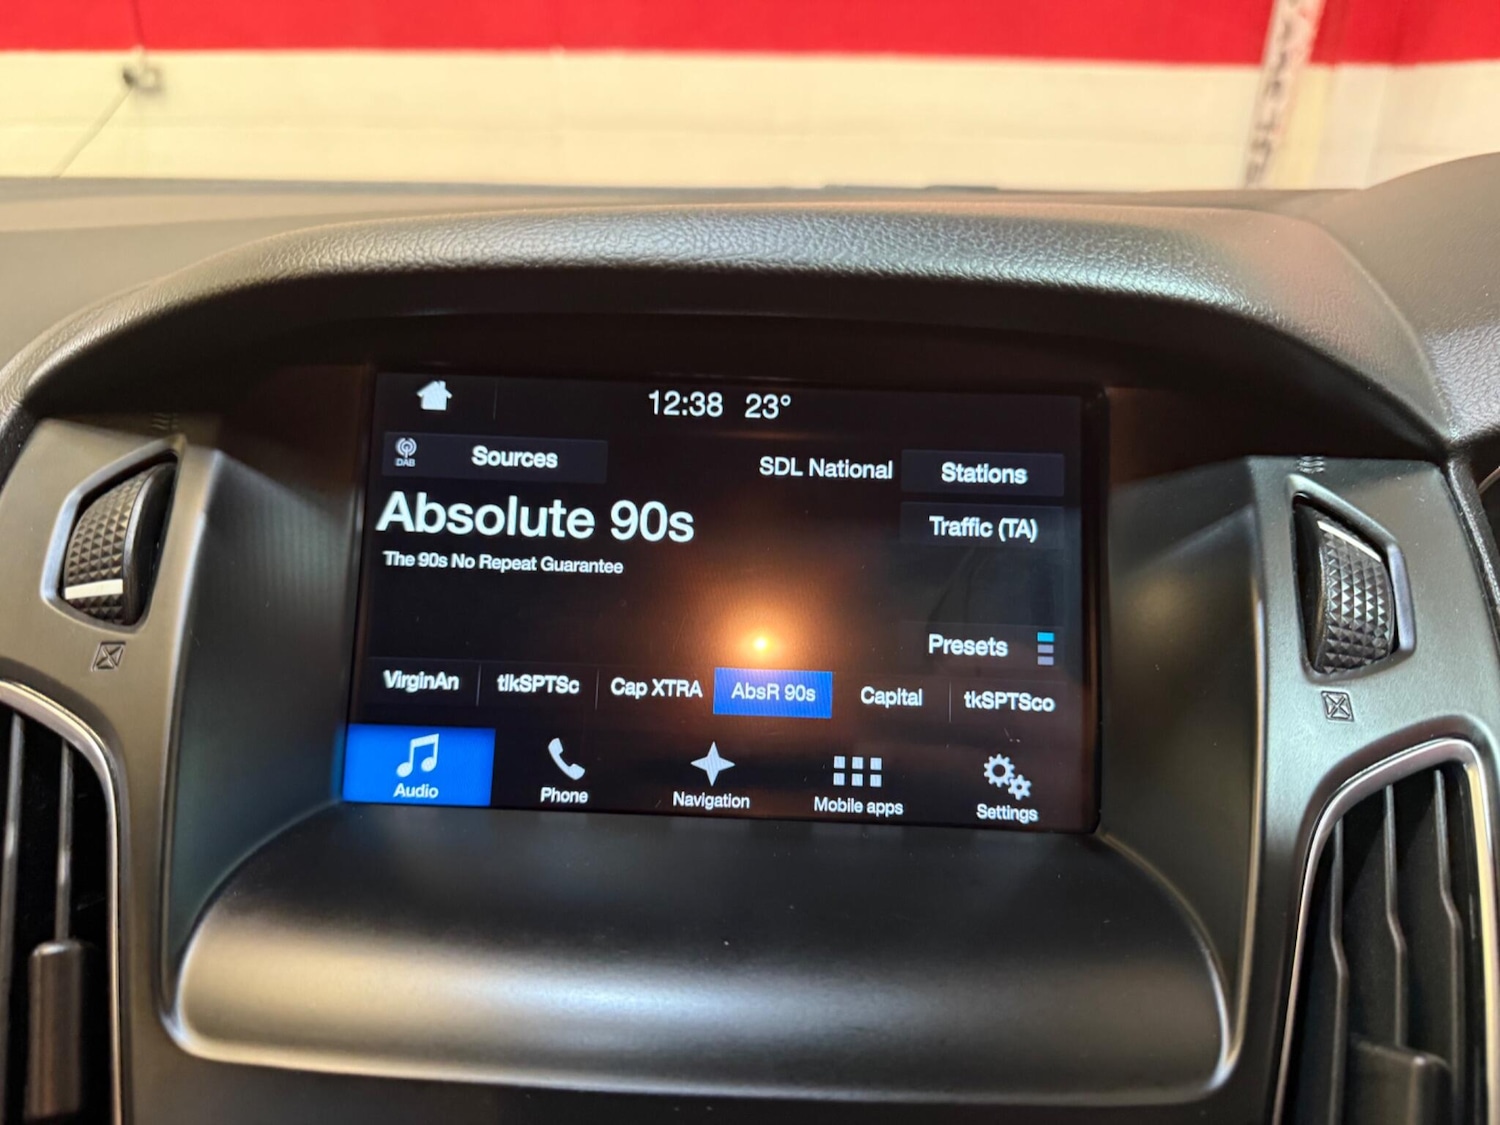 12:38 23°
DAB Sources
SDL National Stations
Absolute 90s
Traffic (TA)
The 90s No Repeat Guarantee
Presets
VirginAn tlkSPTSc Cap XTRA AbsR 90s Capital tkSPTSco
Audio Phone Navigation Mobile apps Settings